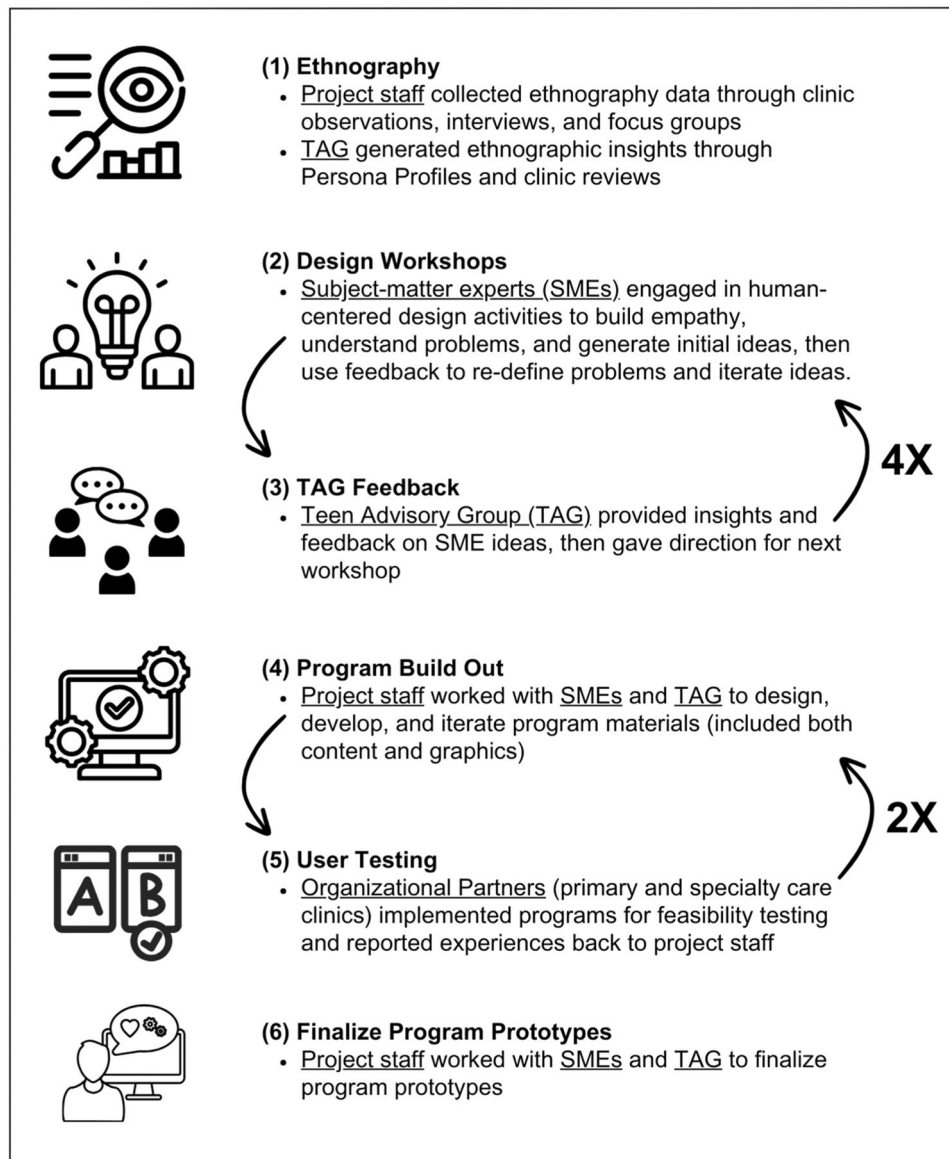 (1) Ethnography
• Project staff collected ethnography data through clinic
observations, interviews, and focus groups
• TAG generated ethnographic insights through
Persona Profiles and clinic reviews
(2) Design Workshops
• Subject-matter experts (SMEs) engaged in human-
centered design activities to build empathy,
understand problems, and generate initial ideas, then
use feedback to re-define problems and iterate ideas.
4X
(3) TAG Feedback
• Teen Advisory Group (TAG) provided insights and
feedback on SME ideas, then gave direction for next
workshop
(4) Program Build Out
• Project staff worked with SMEs and TAG to design,
develop, and iterate program materials (included both
content and graphics)
2X
A B
(5) User Testing
• Organizational Partners (primary and specialty care
clinics) implemented programs for feasibility testing
and reported experiences back to project staff
(6) Finalize Program Prototypes
• Project staff worked with SMEs and TAG to finalize
program prototypes